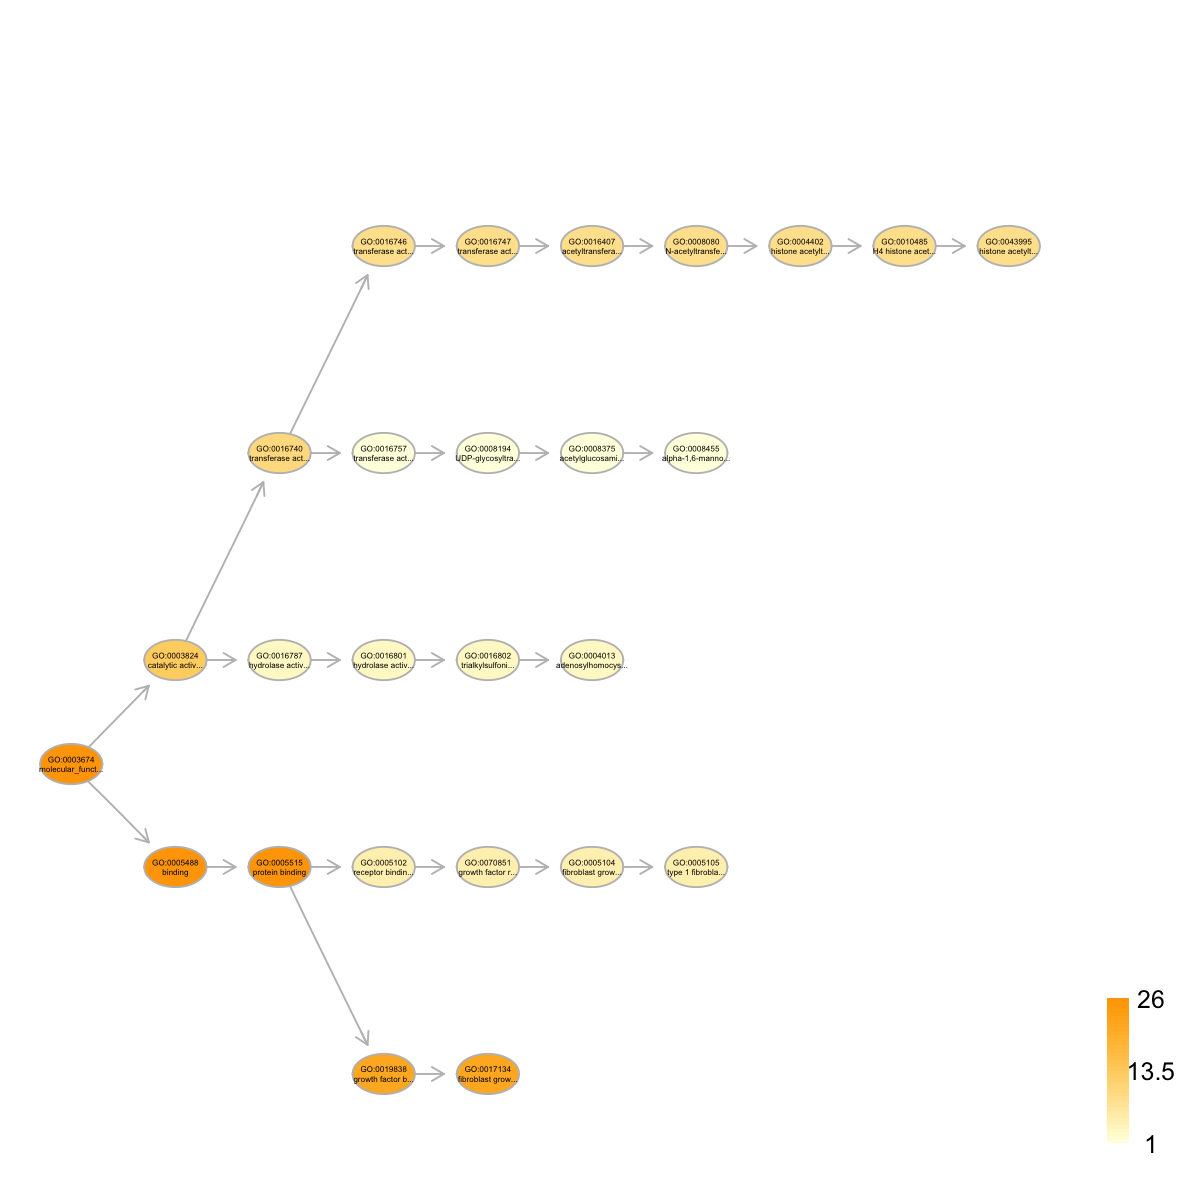 GO:0016746
transferase act...
GO:0016747
transferase act...
GO:0016407
acetyltransfera...
GO:0008080
N-acetyltransfe...
GO:0004402
histone acetylt...
GO:0010485
H4 histone acet...
GO:0043995
histone acetylt...
GO:0016740
transferase act...
GO:0016757
transferase act...
GO:0008194
UDP-glycosyltra...
GO:0008375
acetylglucosami...
GO:0008455
alpha-1,6-manno...
GO:0003824
catalytic activ...
GO:0016787
hydrolase activ...
GO:0016801
hydrolase activ...
GO:0016802
trialkylsulfoni...
GO:0004013
adenosylhomocys...
GO:0003674
molecular_funct...
GO:0005488
binding
GO:0005515
protein binding
GO:0005102
receptor bindin...
GO:0070851
growth factor r...
GO:0005104
fibroblast grow...
GO:0005105
type 1 fibrobla...
GO:0019838
growth factor b...
GO:0017134
fibroblast grow...
26
13.5
1